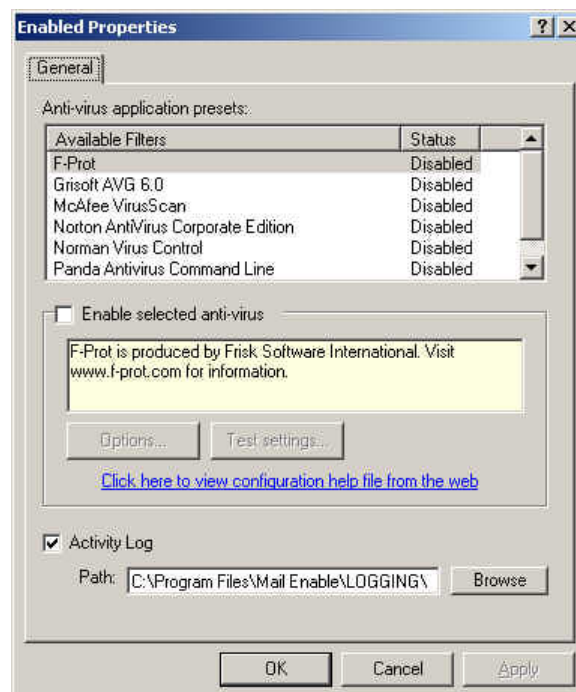 Enabled Properties
General
Anti-virus application presets:
Available Filters Status
F-Prot Disabled
Grisoft AVG 6.0 Disabled
McAfee VirusScan Disabled
Norton AntiVirus Corporate Edition Disabled
Norman Virus Control Disabled
Panda Antivirus Command Line Disabled
Enable selected anti-virus
F-Prot is produced by Frisk Software International. Visit
www.f-prot.com for information.
Options... Test settings...
Click here to view configuration help file from the web
Activity Log
Path: C:\Program Files\Mail Enable\LOGGING\ Browse
OK Cancel Apply